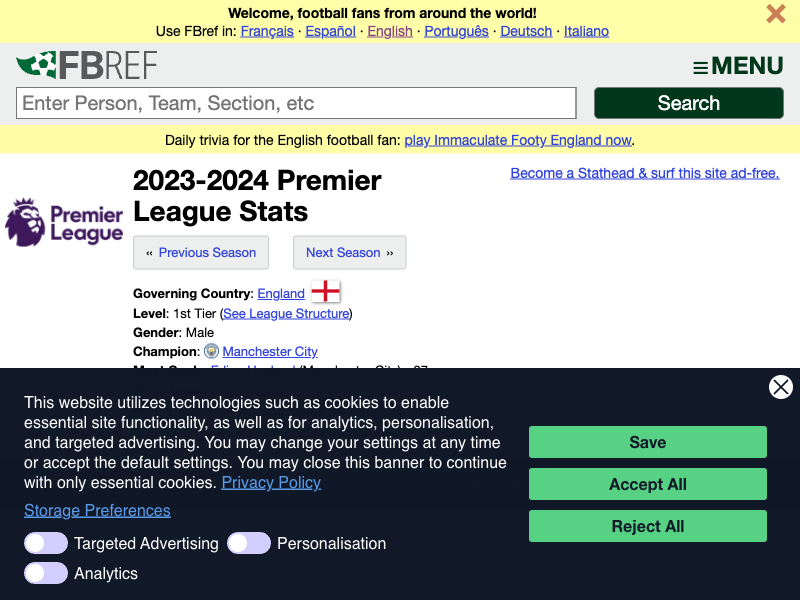 Welcome, football fans from around the world!
Use FBref in: Français · Español · English · Português · Deutsch · Italiano
FBREF
≡MENU
Enter Person, Team, Section, etc
Search
Daily trivia for the English football fan: play Immaculate Footy England now.
Become a Stathead & surf this site ad-free.
Premier League
2023-2024 Premier
League Stats
« Previous Season
Next Season »
Governing Country: England
Level: 1st Tier (See League Structure)
Gender: Male
Champion: Manchester City
This website utilizes technologies such as cookies to enable
essential site functionality, as well as for analytics, personalisation,
and targeted advertising. You may change your settings at any time
or accept the default settings. You may close this banner to continue
with only essential cookies. Privacy Policy
Storage Preferences
Targeted Advertising
Personalisation
Analytics
Save
Accept All
Reject All